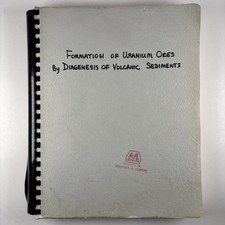 FORMATION OF URANIUM ORES
By DIAGENESIS OF VOLCANIC SEDIMENTS